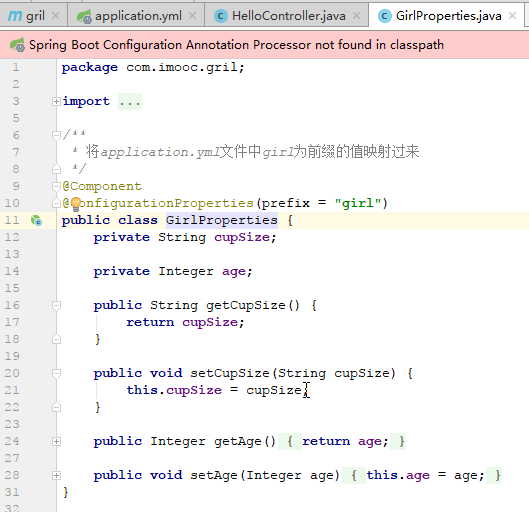 gril application.yml HelloController.java GirlProperties.java
Spring Boot Configuration Annotation Processor not found in classpath
1 package com.imooc.gril;
2
3 import ...
5
6 /**
7 * 将application.yml文件中girl为前缀的值映射过来
8 */
9 @Component
10 @ConfigurationProperties(prefix = "girl")
11 public class GirlProperties {
12 private String cupSize;
13
14 private Integer age;
15
16 public String getCupSize() {
17 return cupSize;
18 }
19
20 public void setCupSize(String cupSize) {
21 this.cupSize = cupSize;
22 }
23
24 public Integer getAge() { return age; }
27
28 public void setAge(Integer age) { this.age = age; }
31 }
32